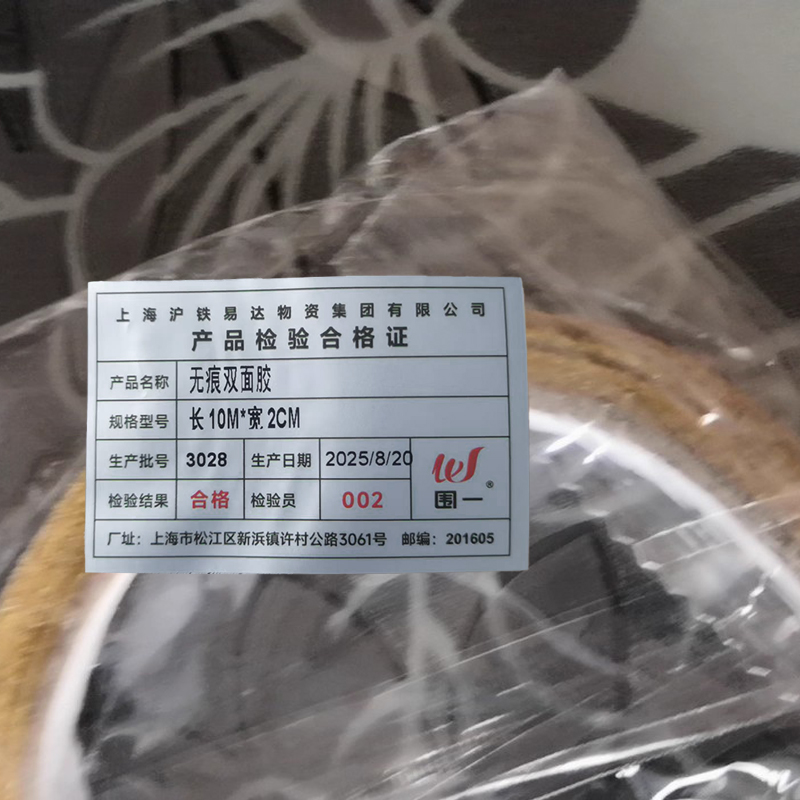 上海沪铁易达物资集团有限公司
产品检验合格证
产品名称 无痕双面胶
规格型号 长10M*宽2CM
生产批号 3028 生产日期 2025/8/20
检验结果 合格 检验员 002
围一®
厂址：上海市松江区新浜镇许村公路3061号 邮编：201605